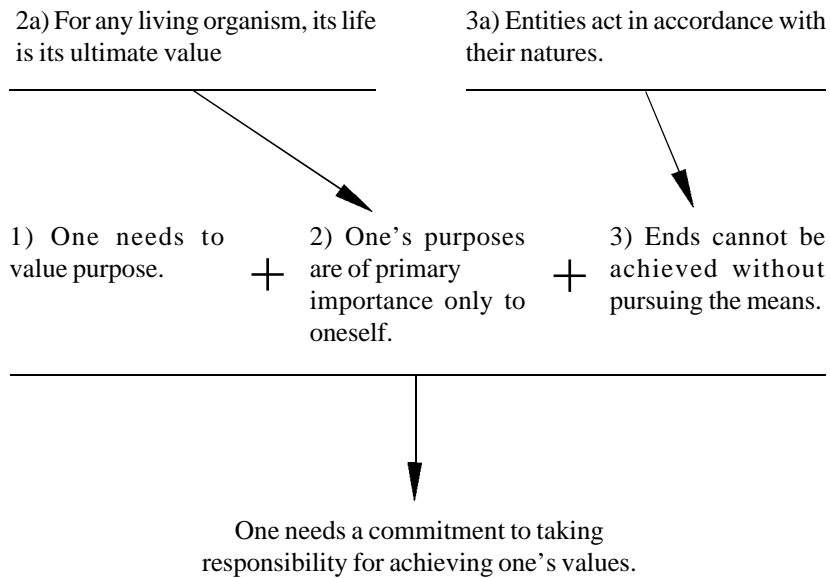 2a) For any living organism, its life
is its ultimate value
3a) Entities act in accordance with
their natures.
1) One needs to
value purpose.
+
2) One's purposes
are of primary
importance only to
oneself.
+
3) Ends cannot be
achieved without
pursuing the means.
One needs a commitment to taking
responsibility for achieving one's values.